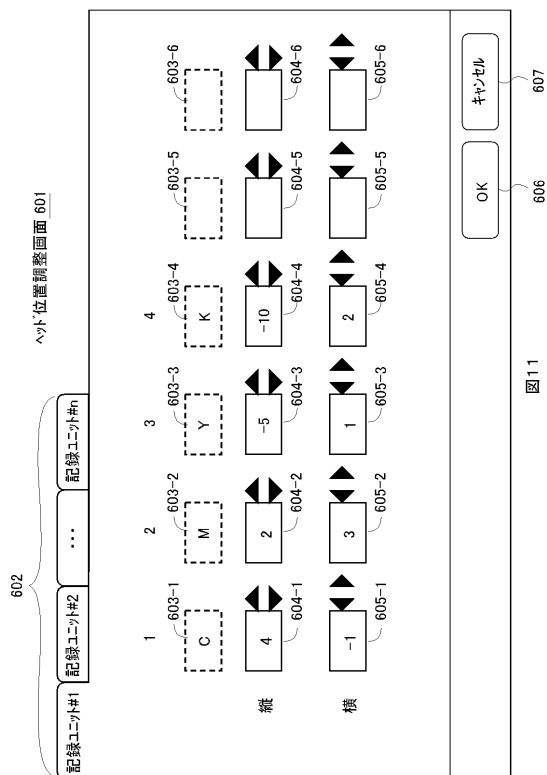 ヘッド位置調整画面 601
602
記録ユニット#1 記録ユニット#2 ... 記録ユニット#n
1 2 3 4
603-1 603-2 603-3 603-4 603-5 603-6
C M Y K
縦 4 2 -5 -10
604-1 604-2 604-3 604-4 604-5 604-6
横 -1 3 1 2
605-1 605-2 605-3 605-4 605-5 605-6
OK キャンセル
606 607
図11